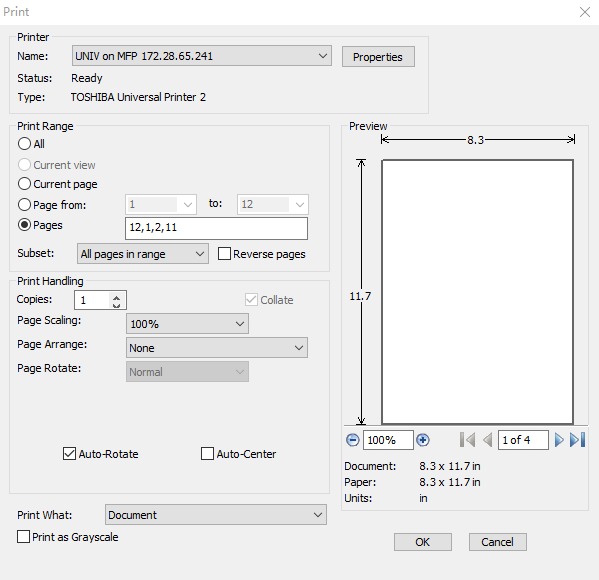 Print
Printer
Name: UNIV on MFP 172.28.65.241 Properties
Status: Ready
Type: TOSHIBA Universal Printer 2
Print Range
All
Current view
Current page
Page from: 1 to: 12
Pages 12,1,2,11
Subset: All pages in range Reverse pages
Print Handling
Copies: 1 Collate
Page Scaling: 100%
Page Arrange: None
Page Rotate: Normal
Auto-Rotate Auto-Center
Print What: Document
Print as Grayscale
Preview
8.3
11.7
100% 1 of 4
Document: 8.3 x 11.7 in
Paper: 8.3 x 11.7 in
Units: in
OK Cancel